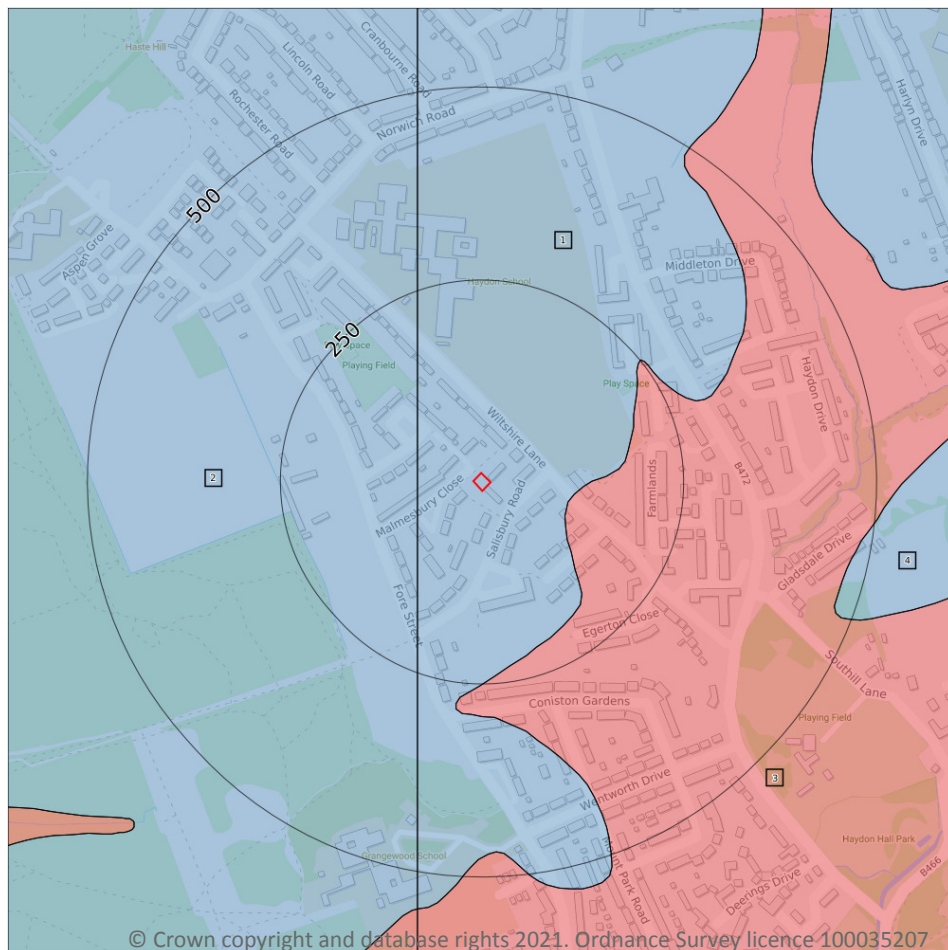 Haste Hill
Cranbourne Road
Lincoln Road
Rochester Road
Norwich Road
Harlyn Drive
500
Aspen Grove
1
Middleton Drive
Haydon School
250
Space
Playing Field
Play Space
Haydon Drive
Wiltshire Lane
B472
Farmlands
2
Malmesbury Close
Salisbury Road
Gladsdale Drive
4
Fore Street
Egerton Close
Southill Lane
Coniston Gardens
Playing Field
3
Wentworth Drive
Haydon Hall Park
Grangewood School
Mount Park Road
Deerings Drive
B466
© Crown copyright and database rights 2021. Ordnance Survey licence 100035207